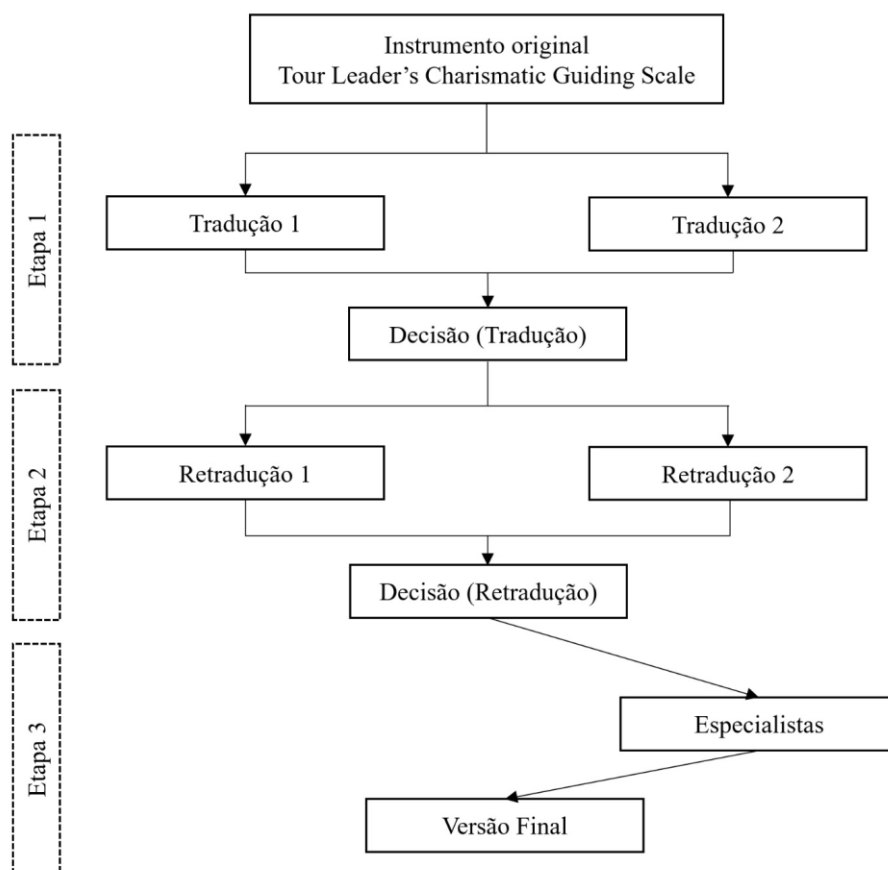 Instrumento original
Tour Leader’s Charismatic Guiding Scale
Etapa 1
Tradução 1
Tradução 2
Decisão (Tradução)
Etapa 2
Retradução 1
Retradução 2
Decisão (Retradução)
Etapa 3
Especialistas
Versão Final